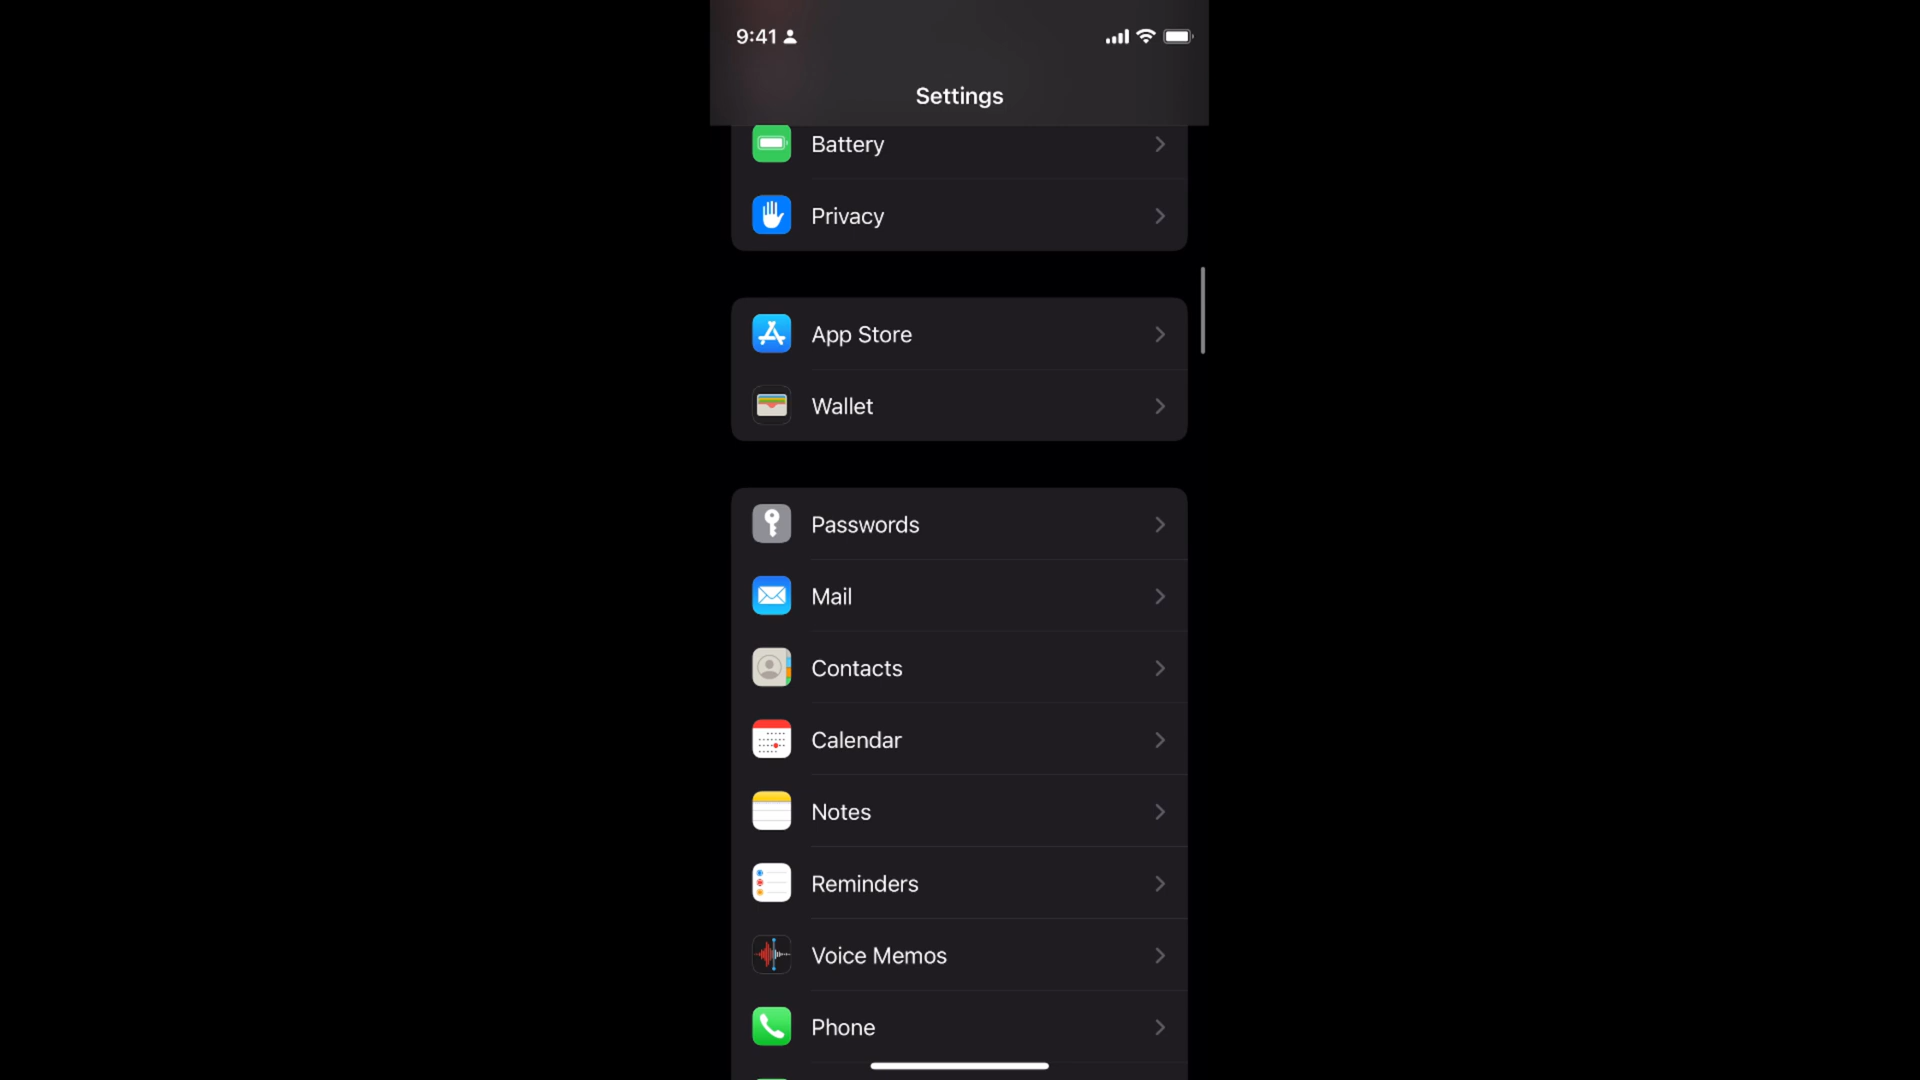 9:41
Settings
Battery
Privacy
App Store
Wallet
Passwords
Mail
Contacts
Calendar
Notes
Reminders
Voice Memos
Phone